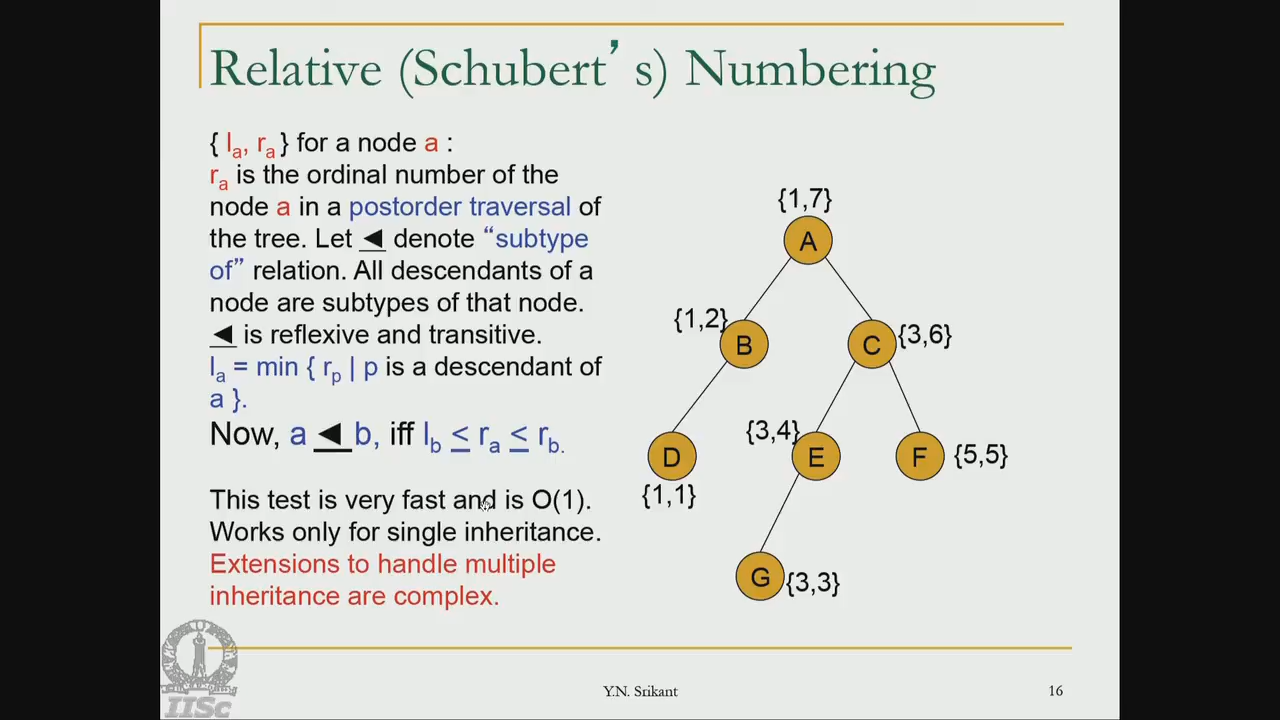 Relative (Schubert’s) Numbering
{ la, ra} for a node a :
ra is the ordinal number of the
node a in a postorder traversal of
the tree. Let ◄ denote “subtype
of” relation. All descendants of a
node are subtypes of that node.
◄ is reflexive and transitive.
la = min { rp | p is a descendant of
a }.
Now, a ◄ b, iff lb ≤ ra ≤ rb.
This test is very fast and is O(1).
Works only for single inheritance.
Extensions to handle multiple
inheritance are complex.
{1,7}
A
{1,2}
B
C
{3,6}
D
{1,1}
{3,4}
E
F
{5,5}
G
{3,3}
IISc
Y.N. Srikant
16